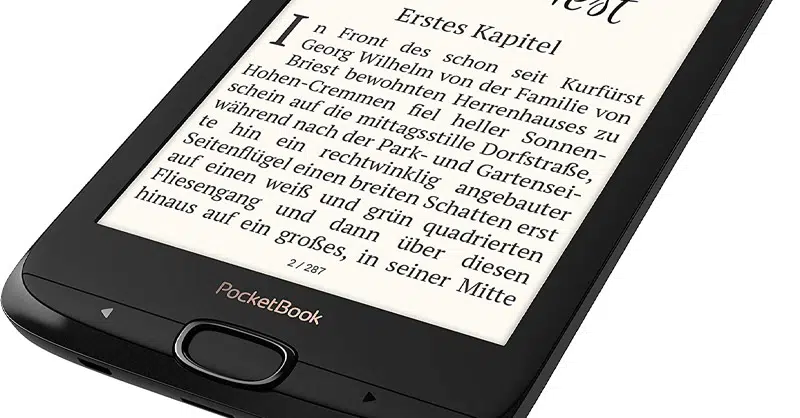 Erstes Kapitel
In Front des schon seit Kurfürst
Georg Wilhelm von der Familie von
Briest bewohnten Herrenhauses zu
Hohen-Cremmen fiel heller Sonnen-
schein auf die mittagsstille Dorfstraße,
während nach der Park- und Gartensei-
te hin ein rechtwinklig angebauter
Seitenflügel einen breiten Schatten erst
auf einen weiß und grün quadrierten
Fliesengang und dann über diesen
hinaus auf ein großes, in seiner Mitte
2 / 287
PocketBook